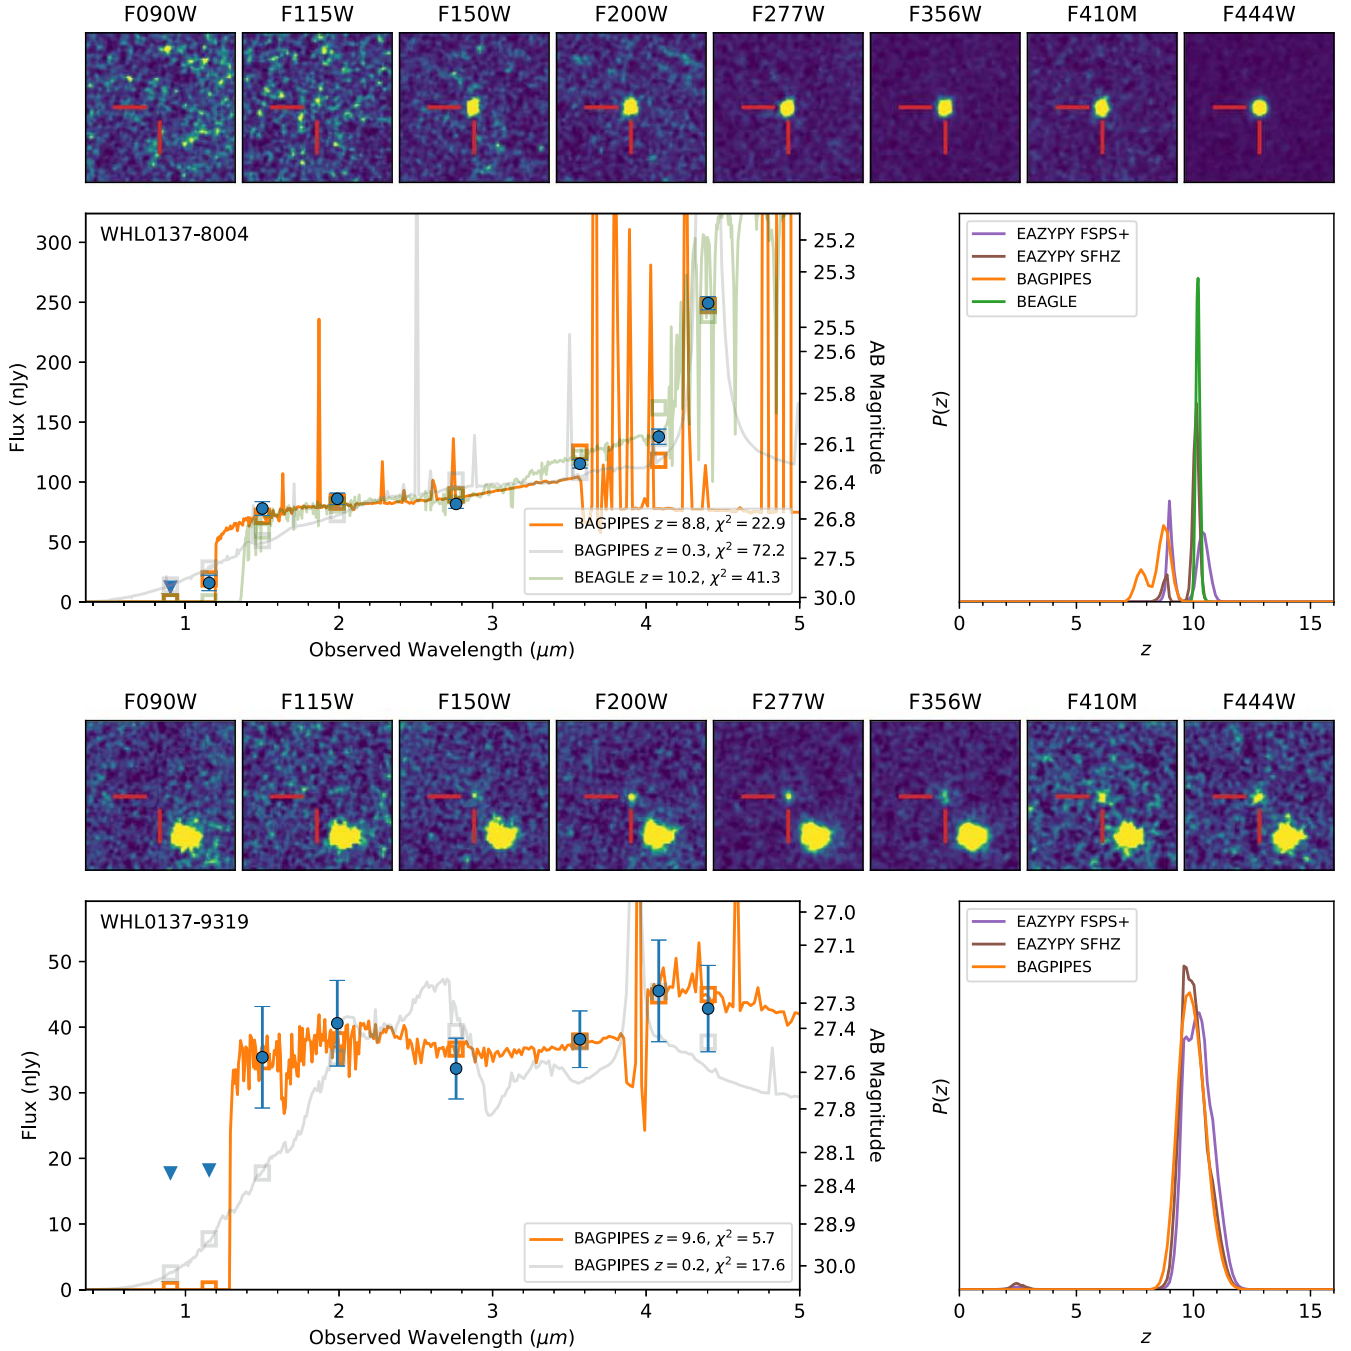 F090W F115W F150W F200W F277W F356W F410M F444W
WHL0137-8004
Flux (nJy)
300
250
200
150
100
50
0
25.2
25.3
25.5
25.6
25.8
26.1
26.4
26.8
27.5
30.0
AB Magnitude
BAGPIPES z = 8.8, χ² = 22.9
BAGPIPES z = 0.3, χ² = 72.2
BEAGLE z = 10.2, χ² = 41.3
1 2 3 4 5
Observed Wavelength (μm)
P(z)
EAZYPY FSPS+
EAZYPY SFHZ
BAGPIPES
BEAGLE
0 5 10 15
z
F090W F115W F150W F200W F277W F356W F410M F444W
WHL0137-9319
Flux (nJy)
50
40
30
20
10
0
27.0
27.1
27.3
27.4
27.6
27.8
28.1
28.4
28.9
30.0
AB Magnitude
BAGPIPES z = 9.6, χ² = 5.7
BAGPIPES z = 0.2, χ² = 17.6
1 2 3 4 5
Observed Wavelength (μm)
P(z)
EAZYPY FSPS+
EAZYPY SFHZ
BAGPIPES
0 5 10 15
z